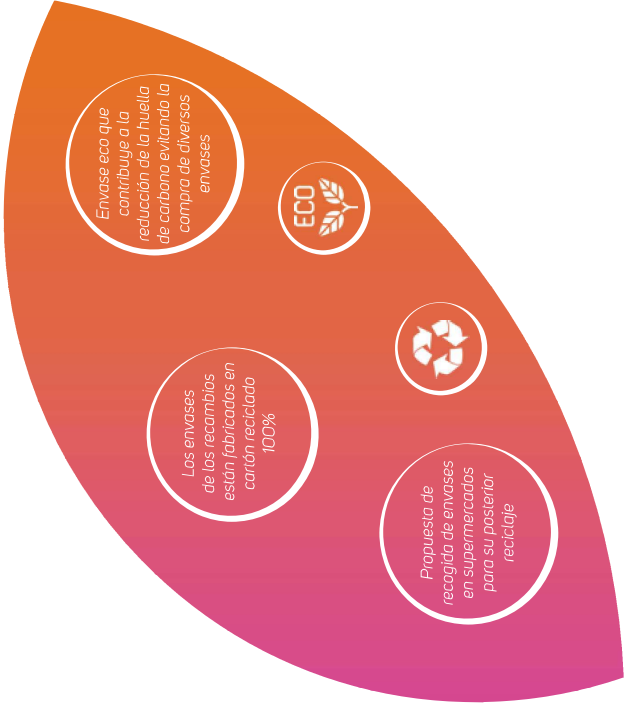 Envase eco que
contribuye a la
reducción de la huella
de carbono evitando la
compra de diversos
envases
ECO
Los envases
de los recambios
están fabricados en
cartón reciclado
100%
Propuesta de
recogida de envases
en supermercados
para su posterior
reciclaje